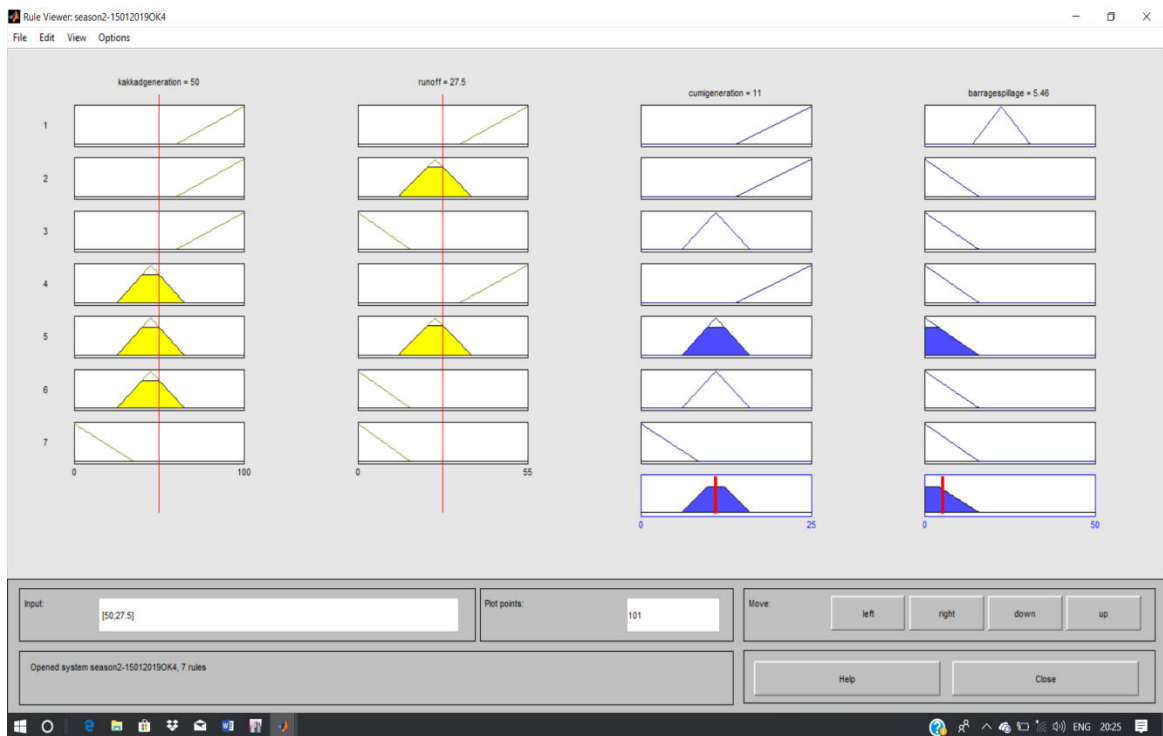 Rule Viewer: season2-15012019OK4
File Edit View Options
kakkadgeneration = 50
runoff = 27.5
cumigeneration = 11
barragespillage = 5.46
1
2
3
4
5
6
7
0 100
0 55
0 25
0 50
Input:
[50;27.5]
Plot points:
101
Move:
left right down up
Opened system season2-15012019OK4, 7 rules
Help Close
ENG 20:25